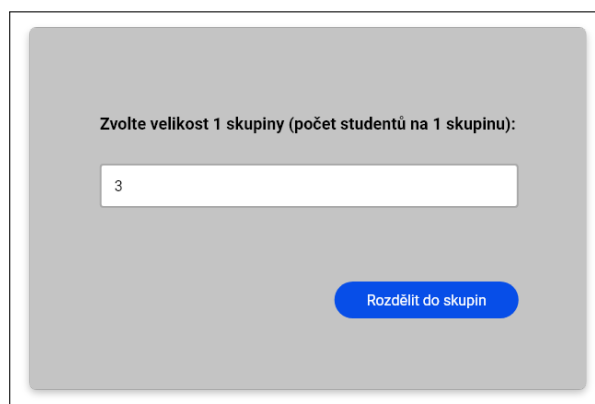 Zvolte velikost 1 skupiny (počet studentů na 1 skupinu):
3
Rozdělit do skupin